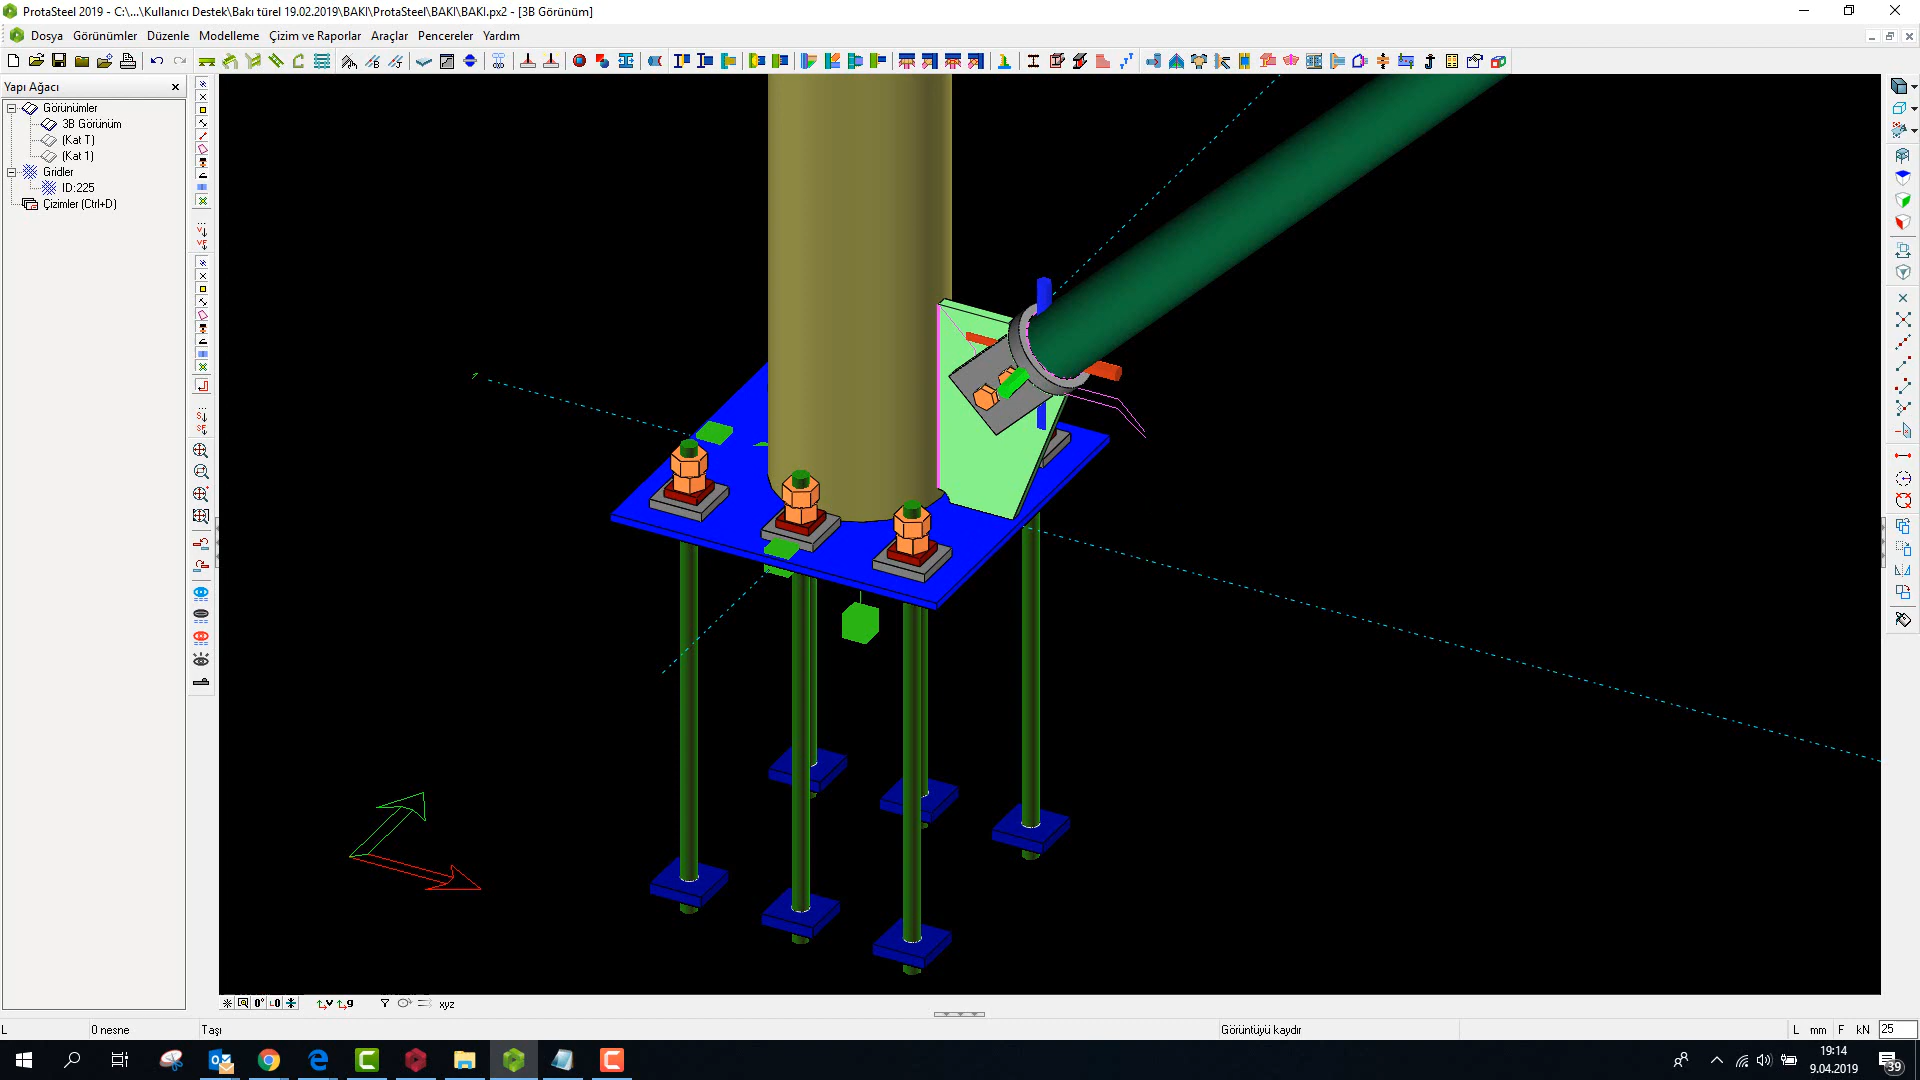 ProtaSteel 2019 - C:\...\Kullanıcı Destek\Bakı türel 19.02.2019\BAKI\ProtaSteel\BAKI\BAKI.px2 - [3B Görünüm]
Dosya Görünümler Düzenle Modelleme Çizim ve Raporlar Araçlar Pencereler Yardım
Yapı Ağacı
Görünümler
3B Görünüm
(Kat T)
(Kat 1)
Gridler
ID:225
Çizimler (Ctrl+D)
xyz
L 0 nesne Taşı Görüntüyü kaydır L mm F kN 25
19:14
9.04.2019
39